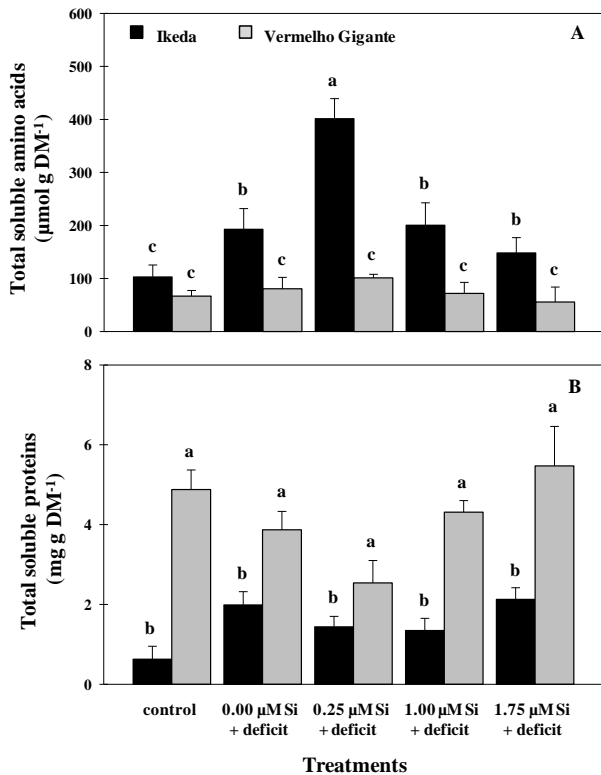 600
Ikeda
Vermelho Gigante
A
500
400
300
200
100
0
Total soluble amino acids
(µmol g DM-1)
c
c
b
c
a
c
b
c
b
c
8
B
6
4
2
0
Total soluble proteins
(mg g DM-1)
b
a
b
a
b
a
b
a
b
a
control
0.00 µM Si
+ deficit
0.25 µM Si
+ deficit
1.00 µM Si
+ deficit
1.75 µM Si
+ deficit
Treatments